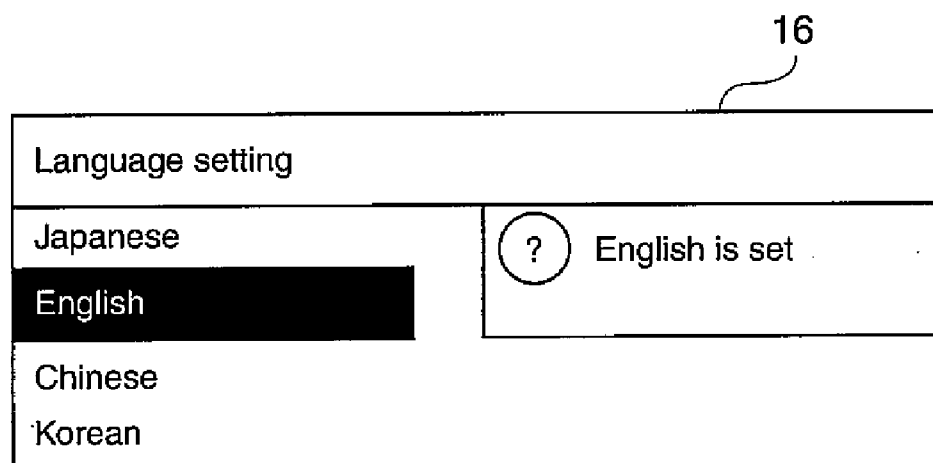 16
Language setting
Japanese
? English is set
English
Chinese
Korean